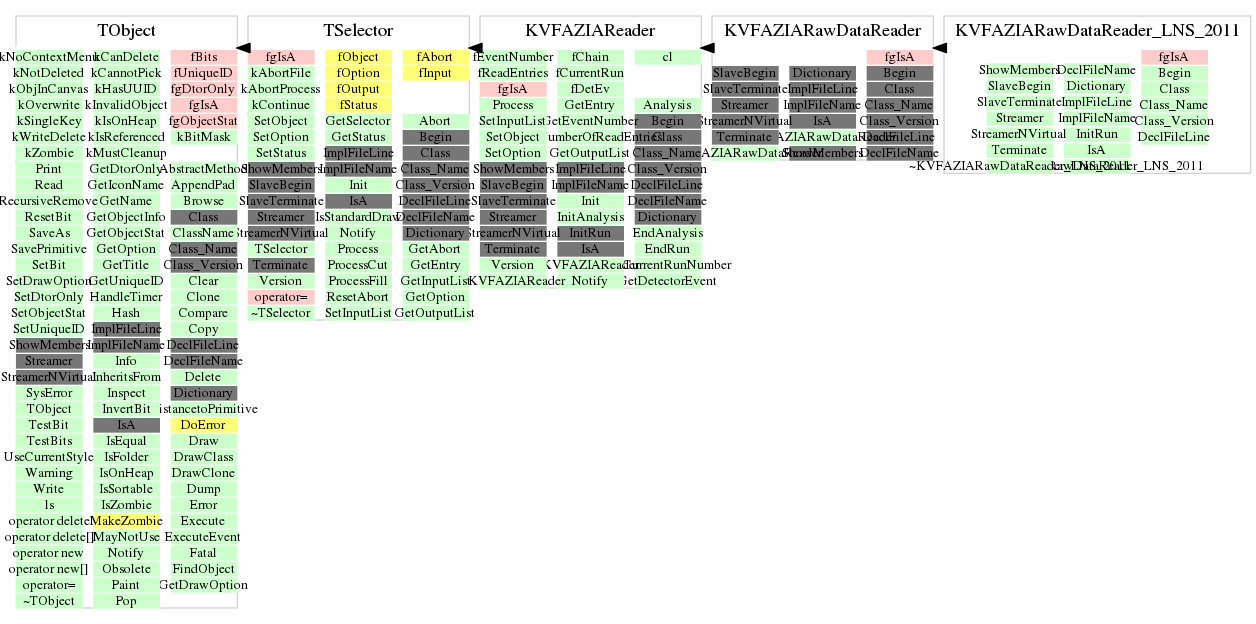 TObject
TSelector
KVFAZIAReader
KVFAZIARawDataReader
KVFAZIARawDataReader_LNS_2011
kNoContextMenu kCanDelete fBits
kNotDeleted kCannotPick fUniqueID
kObjInCanvas kHasUUID fgDtorOnly
kOverwrite kInvalidObject fgIsA
kSingleKey kIsOnHeap fgObjectStat
kWriteDelete kIsReferenced kBitMask
kZombie kMustCleanup
Print GetDtorOnly AbstractMethod
Read GetIconName AppendPad
RecursiveRemove GetName Browse
ResetBit GetObjectInfo Class
SaveAs GetObjectStat ClassName
SavePrimitive GetOption Class_Name
SetBit GetTitle Class_Version
SetDrawOption GetUniqueID Clear
SetDtorOnly HandleTimer Clone
SetObjectStat Hash Compare
SetUniqueID ImplFileLine Copy
ShowMembers ImplFileName DeclFileLine
Streamer Info DeclFileName
StreamerNVirtual InheritsFrom Delete
SysError Inspect Dictionary
TObject InvertBit istancetoPrimitive
TestBit IsA DoError
TestBits IsEqual Draw
UseCurrentStyle IsFolder DrawClass
Warning IsOnHeap DrawClone
Write IsSortable Dump
ls IsZombie Error
operator delete MakeZombie Execute
operator delete[] MayNotUse ExecuteEvent
operator new Notify Fatal
operator new[] Obsolete FindObject
operator= Paint GetDrawOption
~TObject Pop
fgIsA fObject fAbort
kAbortFile fOption fInput
kAbortProcess fOutput
kContinue fStatus
SetObject GetSelector Abort
SetOption GetStatus Begin
SetStatus ImplFileLine Class
ShowMembers ImplFileName Class_Name
SlaveBegin Init Class_Version
SlaveTerminate IsA DeclFileLine
Streamer IsStandardDraw DeclFileName
StreamerNVirtual Notify Dictionary
TSelector Process GetAbort
Terminate ProcessCut GetEntry
Version ProcessFill GetInputList
operator= ResetAbort GetOption
~TSelector SetInputList GetOutputList
fEventNumber fChain cl
fReadEntries fCurrentRun
fgIsA fDetEv
Process GetEntry Analysis
SetInputList GetEventNumber Begin
SetObject umberOfReadEntries Class
SetOption GetOutputList Class_Name
ShowMembers ImplFileLine Class_Version
SlaveBegin ImplFileName DeclFileLine
SlaveTerminate Init DeclFileName
Streamer InitAnalysis Dictionary
StreamerNVirtual InitRun EndAnalysis
Terminate IsA EndRun
Version KVFAZIAReader CurrentRunNumber
KVFAZIAReader Notify GetDetectorEvent
fgIsA
SlaveBegin Dictionary Begin
SlaveTerminate ImplFileLine Class
Streamer ImplFileName Class_Name
StreamerNVirtual IsA Class_Version
Terminate AZIARawDataReader DeclFileLine
AZIARawDataReader ShowMembers DeclFileName
fgIsA
ShowMembers DeclFileName Begin
SlaveBegin Dictionary Class
SlaveTerminate ImplFileLine Class_Name
Streamer ImplFileName Class_Version
StreamerNVirtual InitRun DeclFileLine
Terminate IsA
~KVFAZIARawDataReader_LNS_2011 _LNS_2011